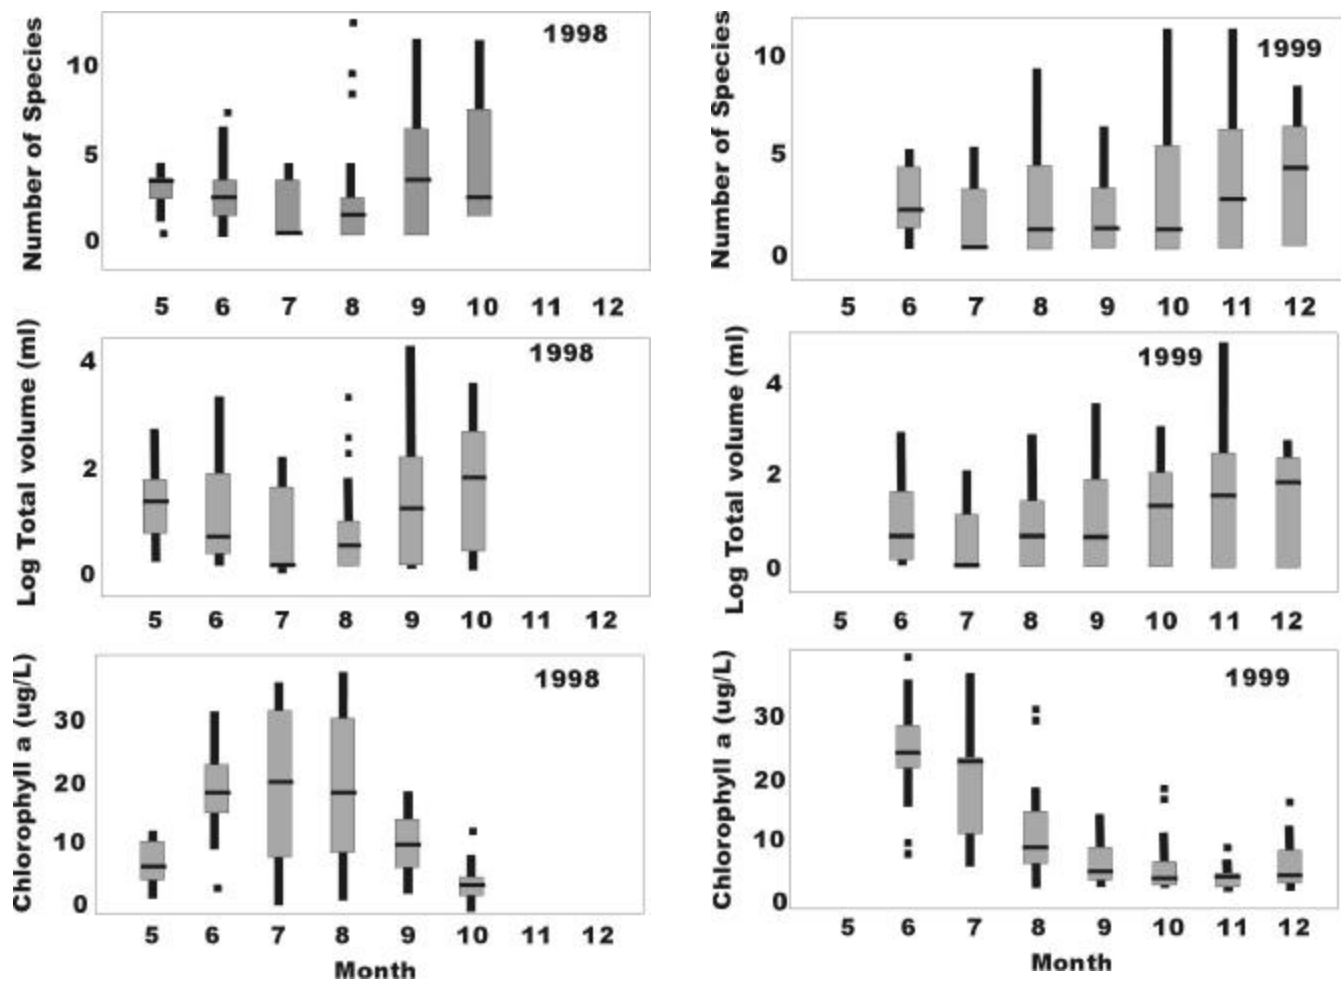 Number of Species
10
5
0
1998
5 6 7 8 9 10 11 12
Number of Species
10
5
0
1999
5 6 7 8 9 10 11 12
Log Total volume (ml)
4
2
0
1998
5 6 7 8 9 10 11 12
Log Total volume (ml)
4
2
0
1999
5 6 7 8 9 10 11 12
Chlorophyll a (ug/L)
30
20
10
0
1998
5 6 7 8 9 10 11 12
Month
Chlorophyll a (ug/L)
30
20
10
0
1999
5 6 7 8 9 10 11 12
Month